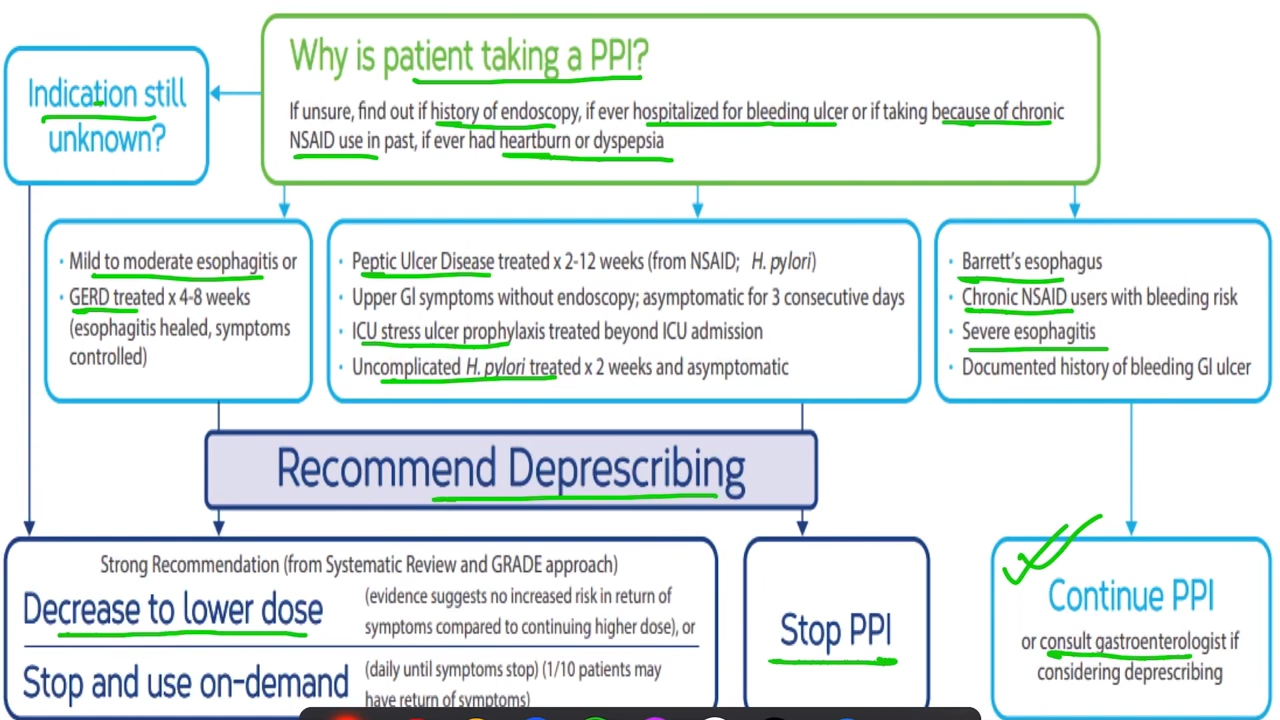 Why is patient taking a PPI?
If unsure, find out if history of endoscopy, if ever hospitalized for bleeding ulcer or if taking because of chronic
NSAID use in past, if ever had heartburn or dyspepsia
Indication still
unknown?
• Mild to moderate esophagitis or
• GERD treated x 4-8 weeks
(esophagitis healed, symptoms
controlled)
• Peptic Ulcer Disease treated x 2-12 weeks (from NSAID; H. pylori)
• Upper GI symptoms without endoscopy; asymptomatic for 3 consecutive days
• ICU stress ulcer prophylaxis treated beyond ICU admission
• Uncomplicated H. pylori treated x 2 weeks and asymptomatic
• Barrett's esophagus
• Chronic NSAID users with bleeding risk
• Severe esophagitis
• Documented history of bleeding GI ulcer
Recommend Deprescribing
Strong Recommendation (from Systematic Review and GRADE approach)
Decrease to lower dose
(evidence suggests no increased risk in return of
symptoms compared to continuing higher dose), or
Stop and use on-demand
(daily until symptoms stop) (1/10 patients may
have return of symptoms)
Stop PPI
Continue PPI
or consult gastroenterologist if
considering deprescribing